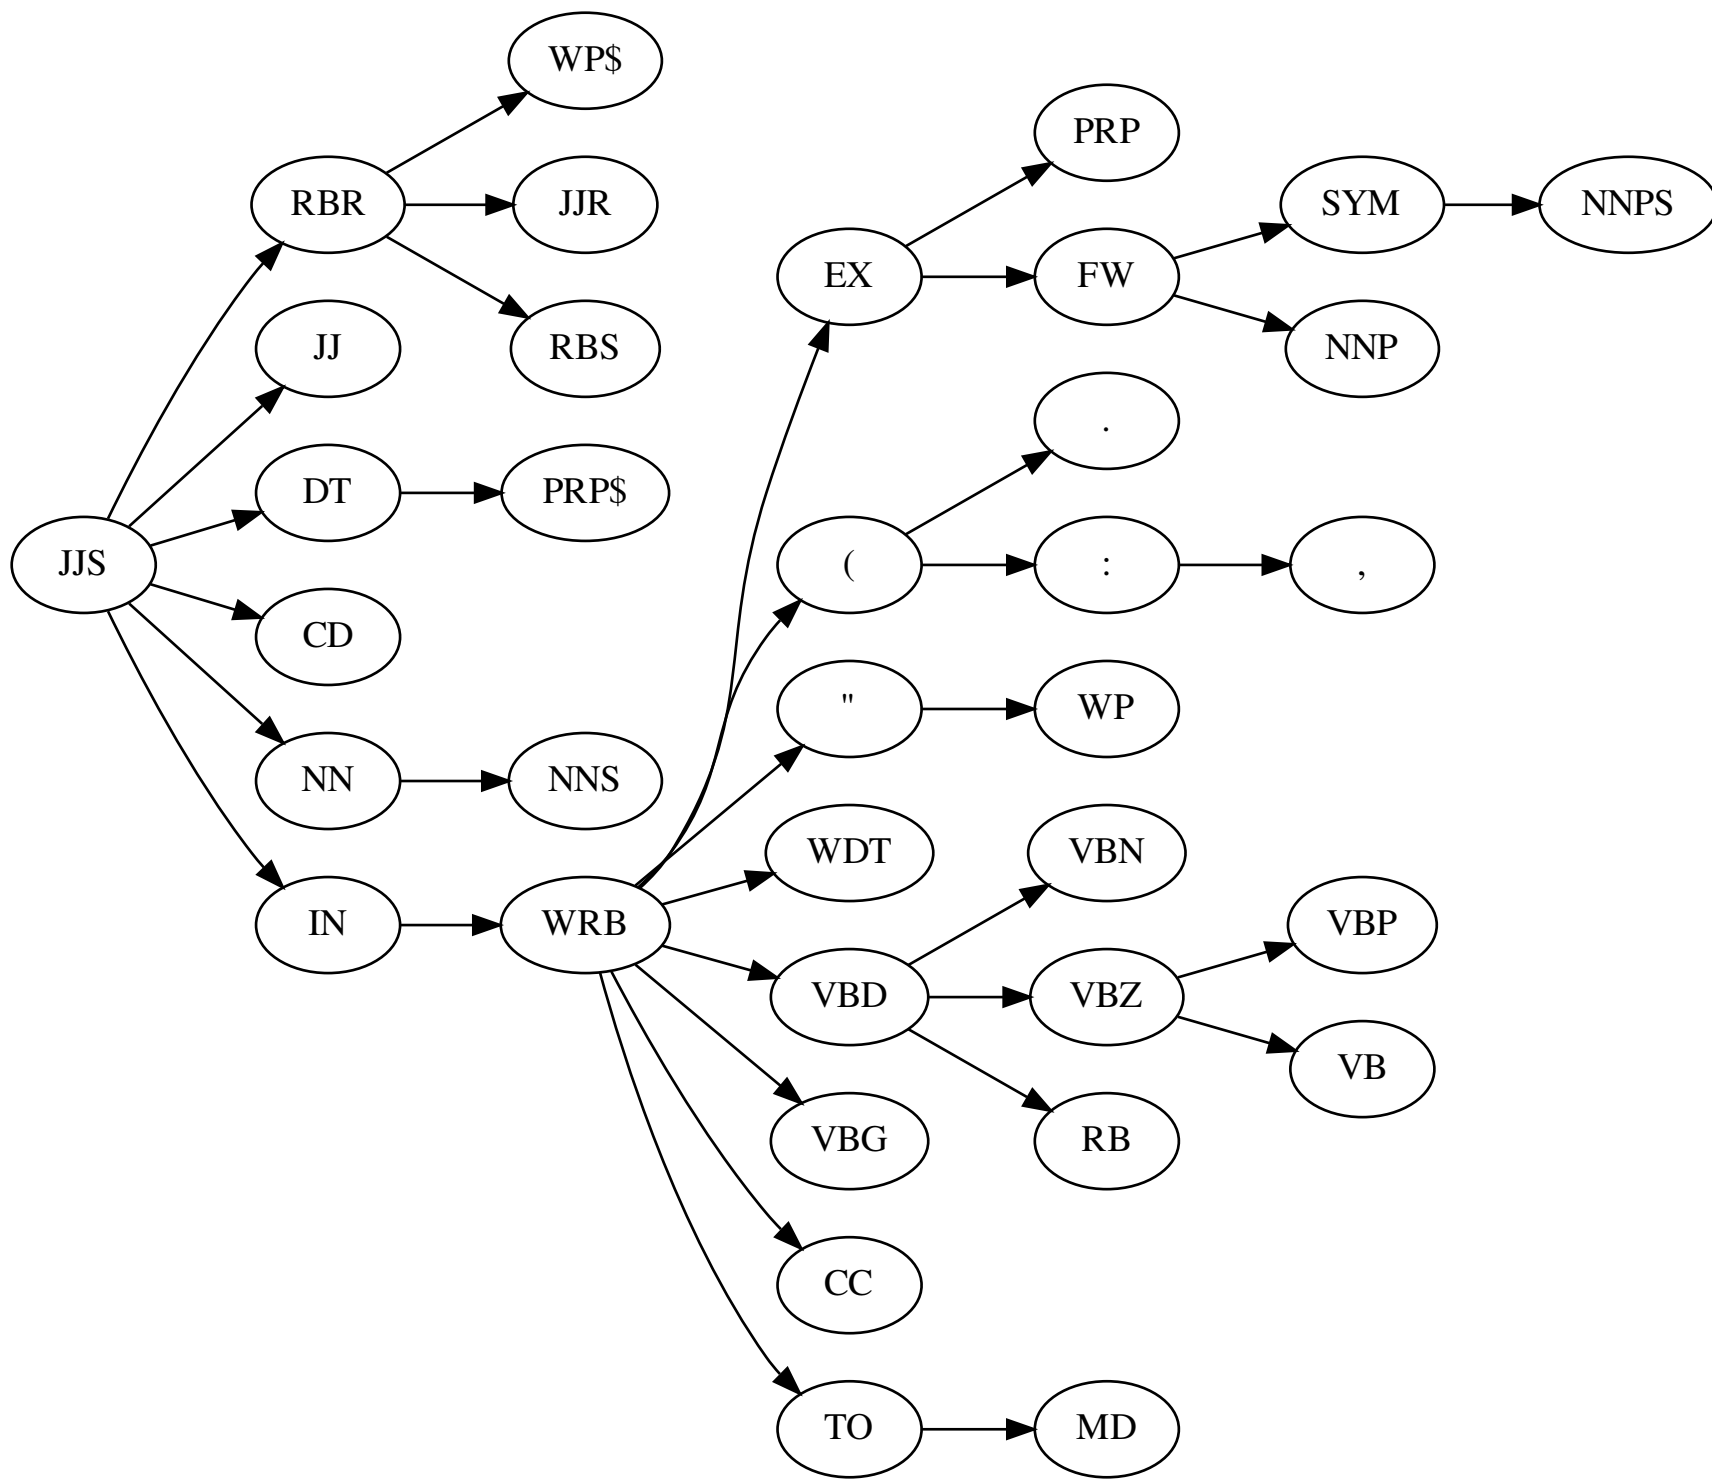 WP$
PRP
RBR
JJR
SYM
NNPS
EX
FW
JJ
RBS
NNP
.
DT
PRP$
JJS
(
:
,
CD
"
WP
NN
NNS
WDT
VBN
IN
WRB
VBP
VBD
VBZ
VB
VBG
RB
CC
TO
MD